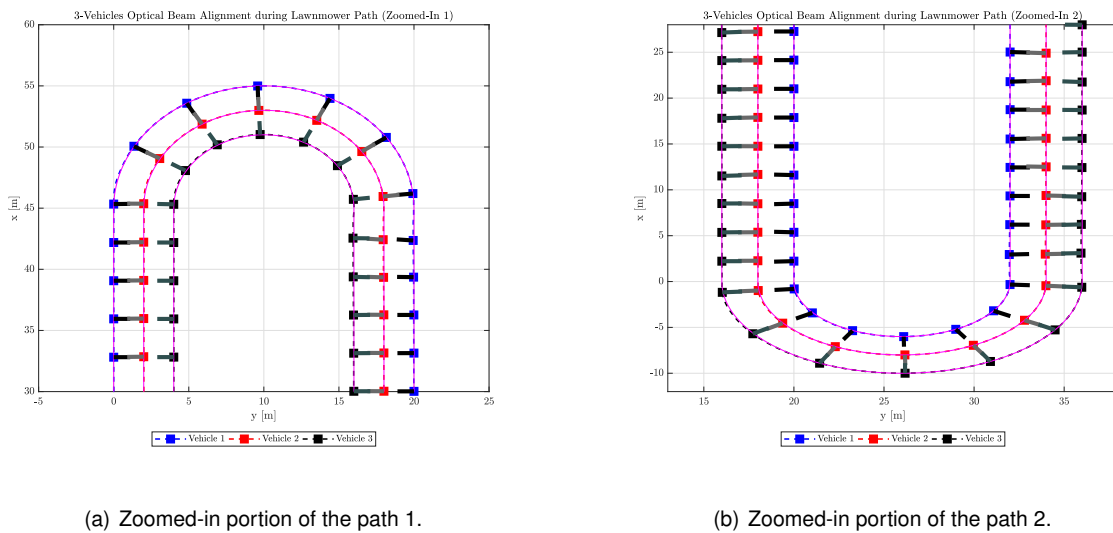 3-Vehicles Optical Beam Alignment during Lawnmower Path (Zoomed-In 1)
60
55
50
45
40
35
30
x [m]
-5
0
5
10
15
20
25
y [m]
Vehicle 1 Vehicle 2 Vehicle 3
(a) Zoomed-in portion of the path 1.
3-Vehicles Optical Beam Alignment during Lawnmower Path (Zoomed-In 2)
25
20
15
10
5
0
-5
-10
x [m]
15
20
25
30
35
y [m]
Vehicle 1 Vehicle 2 Vehicle 3
(b) Zoomed-in portion of the path 2.